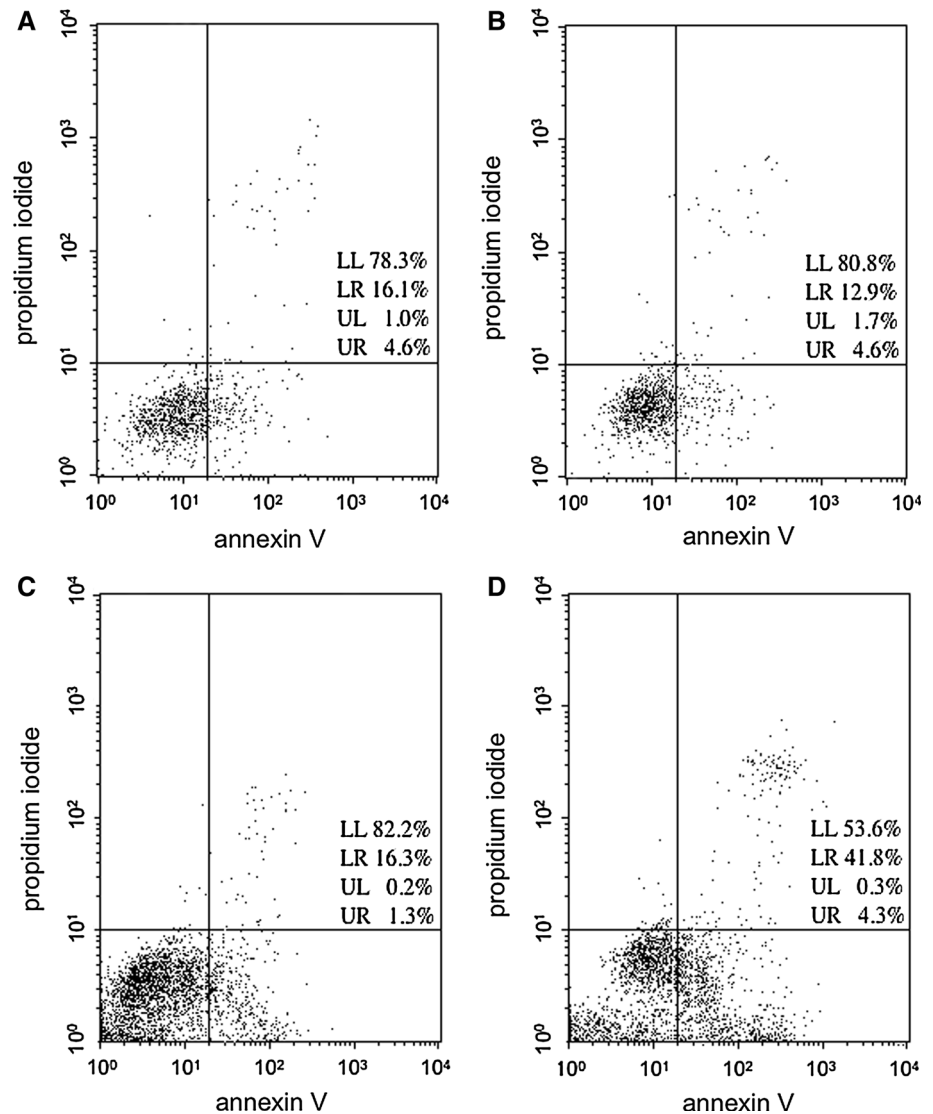 A
propidium iodide
10⁴
10³
10²
10¹
10⁰
LL 78.3%
LR 16.1%
UL 1.0%
UR 4.6%
10⁰ 10¹ 10² 10³ 10⁴
annexin V
B
propidium iodide
10⁴
10³
10²
10¹
10⁰
LL 80.8%
LR 12.9%
UL 1.7%
UR 4.6%
10⁰ 10¹ 10² 10³ 10⁴
annexin V
C
propidium iodide
10⁴
10³
10²
10¹
10⁰
LL 82.2%
LR 16.3%
UL 0.2%
UR 1.3%
10⁰ 10¹ 10² 10³ 10⁴
annexin V
D
propidium iodide
10⁴
10³
10²
10¹
10⁰
LL 53.6%
LR 41.8%
UL 0.3%
UR 4.3%
10⁰ 10¹ 10² 10³ 10⁴
annexin V